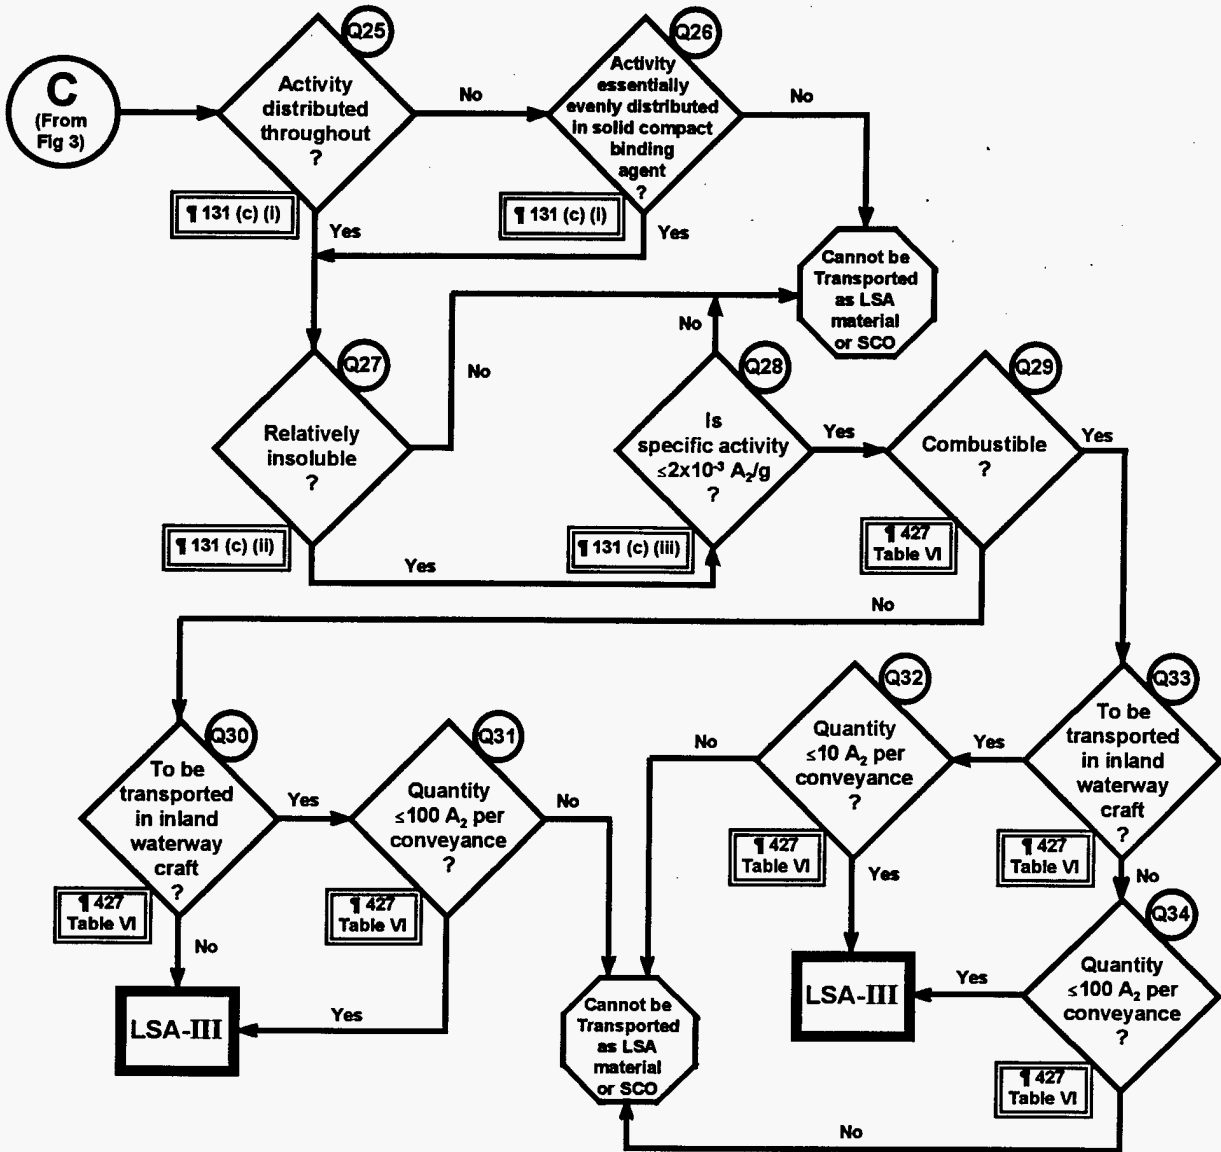 C
(From
Fig 3)
Q25
Activity
distributed
throughout
?
¶ 131 (c) (i)
No
Yes
Q26
Activity
essentially
evenly distributed
in solid compact
binding
agent
?
¶ 131 (c) (i)
No
Yes
Cannot be
Transported
as LSA
material
or SCO
Q27
Relatively
insoluble
?
¶ 131 (c) (ii)
No
Yes
Q28
Is
specific activity
≤2x10⁻³ A₂/g
?
¶ 131 (c) (iii)
No
Yes
Q29
Combustible
?
¶ 427
Table VI
Yes
No
Q30
To be
transported
in inland
waterway
craft
?
¶ 427
Table VI
Yes
No
Q31
Quantity
≤100 A₂ per
conveyance
?
¶ 427
Table VI
No
Yes
LSA-III
Q32
Quantity
≤10 A₂ per
conveyance
?
¶ 427
Table VI
No
Yes
Q33
To be
transported
in inland
waterway
craft
?
¶ 427
Table VI
Yes
No
Q34
Quantity
≤100 A₂ per
conveyance
?
¶ 427
Table VI
Yes
No
LSA-III
Cannot be
Transported
as LSA
material
or SCO